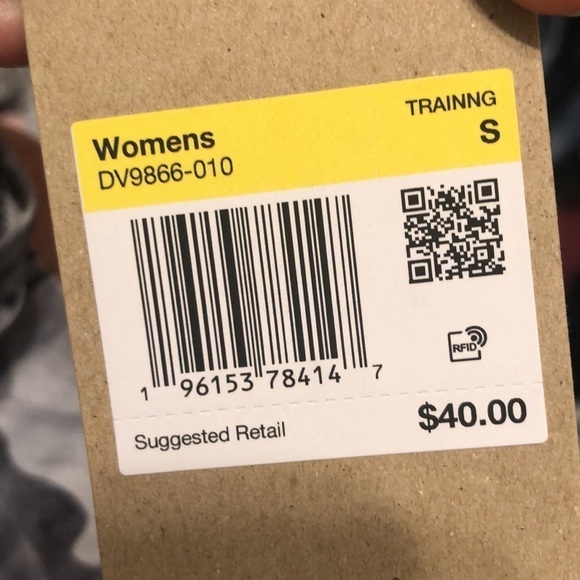 TRAINNG
Womens
S
DV9866-010
RFID
1 96153 78414 7
$40.00
Suggested Retail